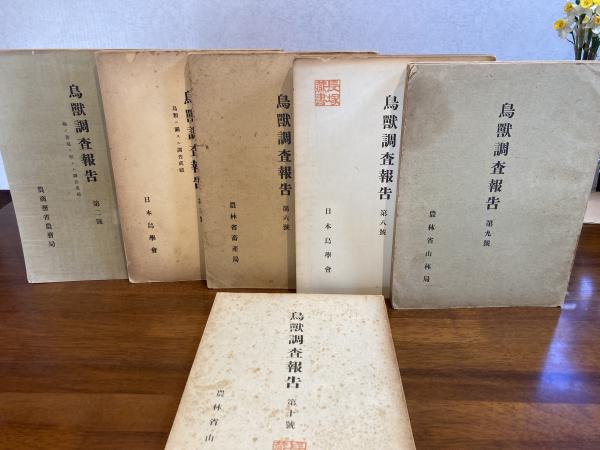 鳥獸調査報告
第二號
農商務省農務局
鳥獸調査報告
日本鳥學會
鳥獸調査報告
第六號
農林省畜產局
鳥獸調査報告
第八號
日本鳥學會
鳥獸調査報告
第九號
農林省山林局
鳥獸調査報告
第十號
農林省山